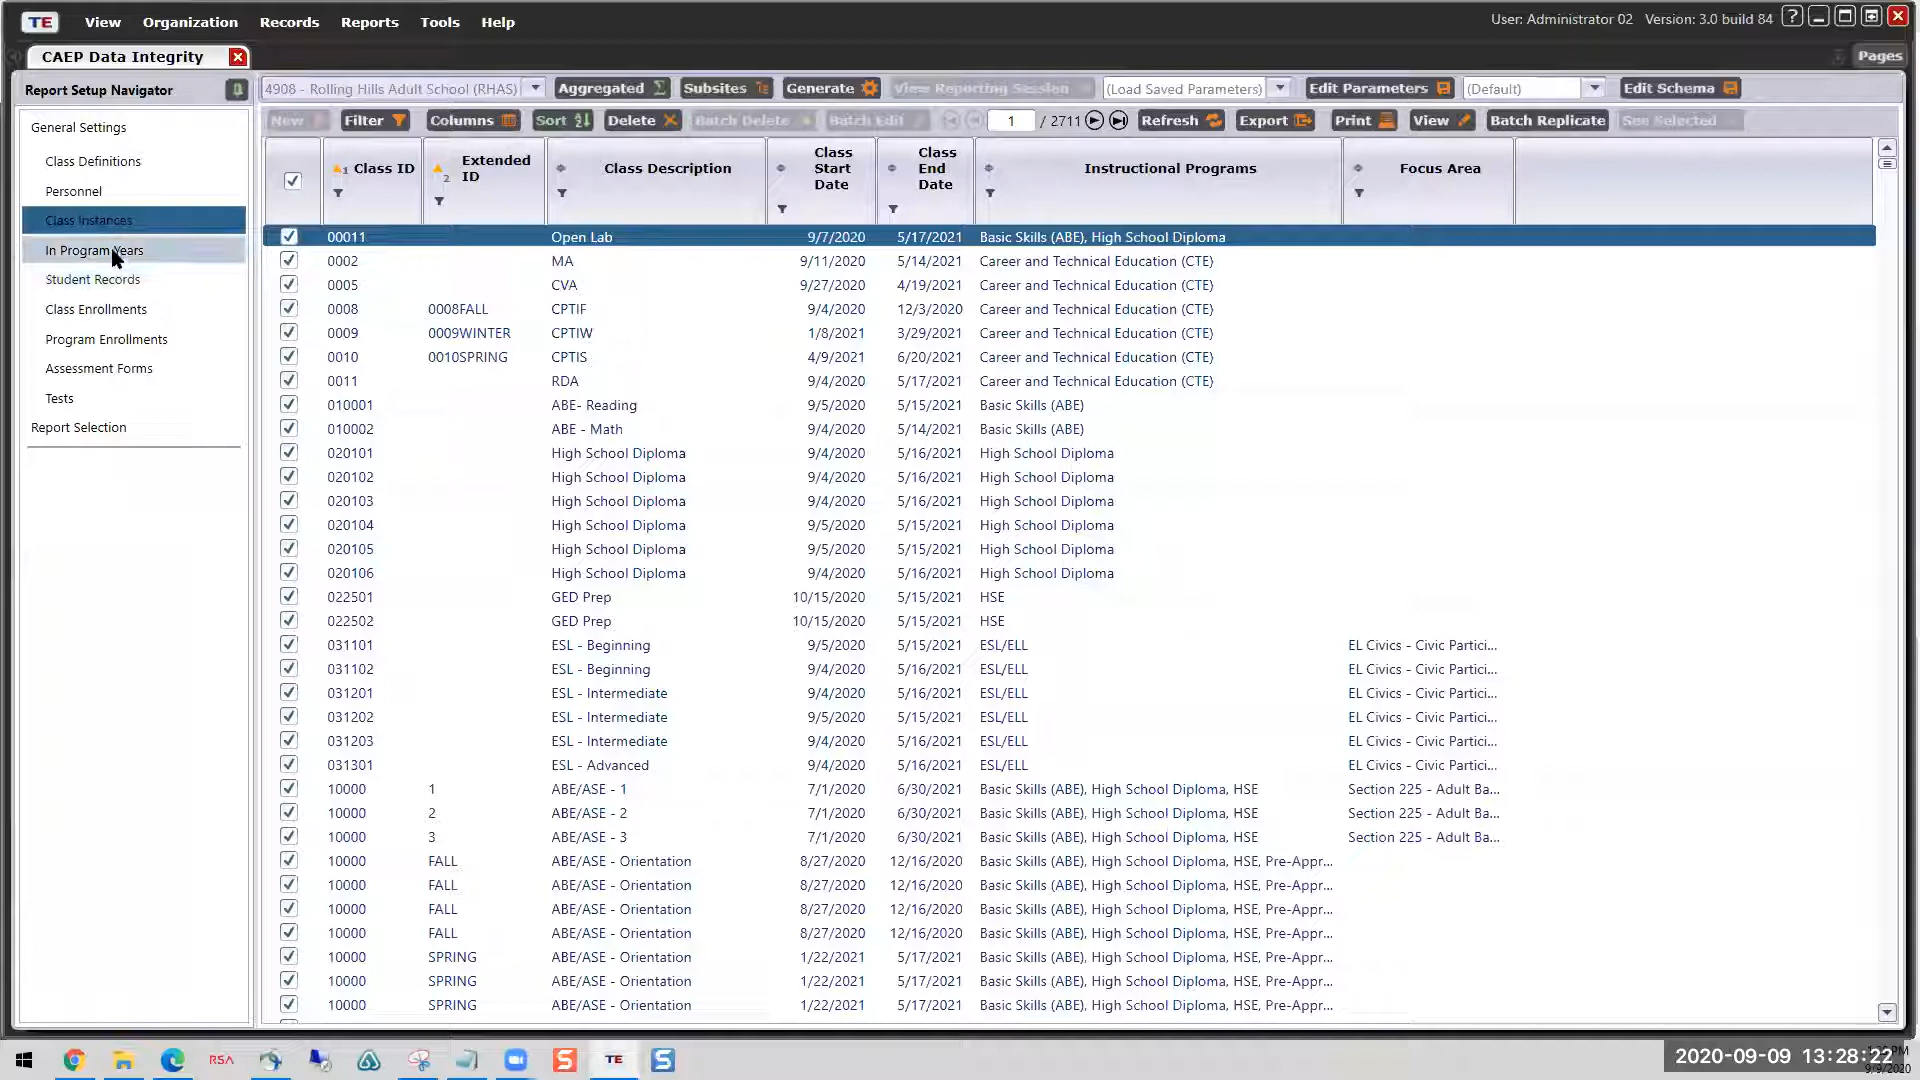 TE View Organization Records Reports Tools Help User: Administrator 02 Version: 3.0 build 84 ?
CAEP Data Integrity Pages
Report Setup Navigator
4908 - Rolling Hills Adult School (RHAS) Aggregated Subsites Generate View Reporting Session (Load Saved Parameters) Edit Parameters (Default) Edit Schema
New Filter Columns Sort Delete Batch Delete Batch Edit 1 / 2711 Refresh Export Print View Batch Replicate See Selected
General Settings
Class Definitions
Personnel
Class Instances
In Program Years
Student Records
Class Enrollments
Program Enrollments
Assessment Forms
Tests
Report Selection
1 Class ID 2 Extended ID Class Description Class Start Date Class End Date Instructional Programs Focus Area
00011 Open Lab 9/7/2020 5/17/2021 Basic Skills (ABE), High School Diploma
0002 MA 9/11/2020 5/14/2021 Career and Technical Education (CTE)
0005 CVA 9/27/2020 4/19/2021 Career and Technical Education (CTE)
0008 0008FALL CPTIF 9/4/2020 12/3/2020 Career and Technical Education (CTE)
0009 0009WINTER CPTIW 1/8/2021 3/29/2021 Career and Technical Education (CTE)
0010 0010SPRING CPTIS 4/9/2021 6/20/2021 Career and Technical Education (CTE)
0011 RDA 9/4/2020 5/17/2021 Career and Technical Education (CTE)
010001 ABE- Reading 9/5/2020 5/15/2021 Basic Skills (ABE)
010002 ABE - Math 9/4/2020 5/14/2021 Basic Skills (ABE)
020101 High School Diploma 9/4/2020 5/16/2021 High School Diploma
020102 High School Diploma 9/4/2020 5/16/2021 High School Diploma
020103 High School Diploma 9/4/2020 5/16/2021 High School Diploma
020104 High School Diploma 9/5/2020 5/15/2021 High School Diploma
020105 High School Diploma 9/5/2020 5/15/2021 High School Diploma
020106 High School Diploma 9/4/2020 5/16/2021 High School Diploma
022501 GED Prep 10/15/2020 5/15/2021 HSE
022502 GED Prep 10/15/2020 5/15/2021 HSE
031101 ESL - Beginning 9/5/2020 5/15/2021 ESL/ELL EL Civics - Civic Partici...
031102 ESL - Beginning 9/4/2020 5/16/2021 ESL/ELL EL Civics - Civic Partici...
031201 ESL - Intermediate 9/4/2020 5/16/2021 ESL/ELL EL Civics - Civic Partici...
031202 ESL - Intermediate 9/5/2020 5/15/2021 ESL/ELL EL Civics - Civic Partici...
031203 ESL - Intermediate 9/4/2020 5/16/2021 ESL/ELL EL Civics - Civic Partici...
031301 ESL - Advanced 9/4/2020 5/16/2021 ESL/ELL EL Civics - Civic Partici...
10000 1 ABE/ASE - 1 7/1/2020 6/30/2021 Basic Skills (ABE), High School Diploma, HSE Section 225 - Adult Ba...
10000 2 ABE/ASE - 2 7/1/2020 6/30/2021 Basic Skills (ABE), High School Diploma, HSE Section 225 - Adult Ba...
10000 3 ABE/ASE - 3 7/1/2020 6/30/2021 Basic Skills (ABE), High School Diploma, HSE Section 225 - Adult Ba...
10000 FALL ABE/ASE - Orientation 8/27/2020 12/16/2020 Basic Skills (ABE), High School Diploma, HSE, Pre-Appr...
10000 FALL ABE/ASE - Orientation 8/27/2020 12/16/2020 Basic Skills (ABE), High School Diploma, HSE, Pre-Appr...
10000 FALL ABE/ASE - Orientation 8/27/2020 12/16/2020 Basic Skills (ABE), High School Diploma, HSE, Pre-Appr...
10000 FALL ABE/ASE - Orientation 8/27/2020 12/16/2020 Basic Skills (ABE), High School Diploma, HSE, Pre-Appr...
10000 SPRING ABE/ASE - Orientation 1/22/2021 5/17/2021 Basic Skills (ABE), High School Diploma, HSE, Pre-Appr...
10000 SPRING ABE/ASE - Orientation 1/22/2021 5/17/2021 Basic Skills (ABE), High School Diploma, HSE, Pre-Appr...
10000 SPRING ABE/ASE - Orientation 1/22/2021 5/17/2021 Basic Skills (ABE), High School Diploma, HSE, Pre-Appr...
RSA S TE S 2020-09-09 13:28:22
9/9/2020